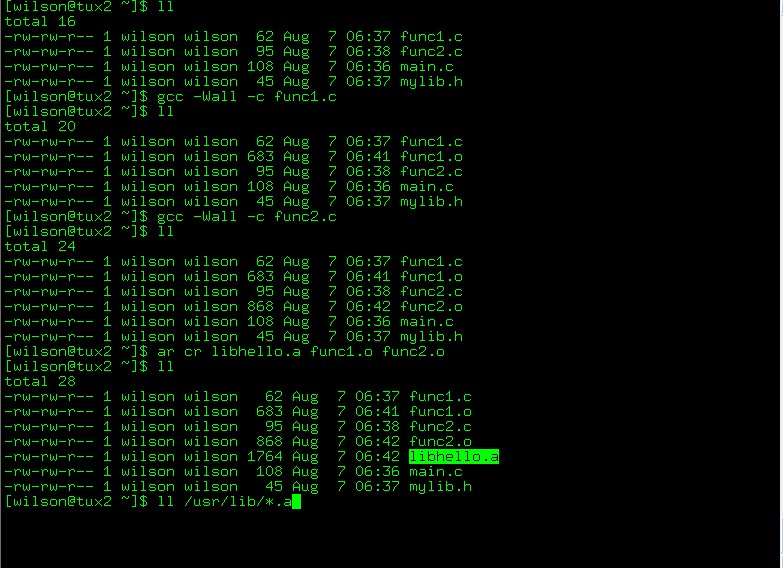 [wilson@tux2 ~]$ ll
total 16
-rw-rw-r-- 1 wilson wilson  62 Aug  7 06:37 func1.c
-rw-rw-r-- 1 wilson wilson  95 Aug  7 06:38 func2.c
-rw-rw-r-- 1 wilson wilson 108 Aug  7 06:36 main.c
-rw-rw-r-- 1 wilson wilson  45 Aug  7 06:37 mylib.h
[wilson@tux2 ~]$ gcc -Wall -c func1.c
[wilson@tux2 ~]$ ll
total 20
-rw-rw-r-- 1 wilson wilson  62 Aug  7 06:37 func1.c
-rw-rw-r-- 1 wilson wilson 683 Aug  7 06:41 func1.o
-rw-rw-r-- 1 wilson wilson  95 Aug  7 06:38 func2.c
-rw-rw-r-- 1 wilson wilson 108 Aug  7 06:36 main.c
-rw-rw-r-- 1 wilson wilson  45 Aug  7 06:37 mylib.h
[wilson@tux2 ~]$ gcc -Wall -c func2.c
[wilson@tux2 ~]$ ll
total 24
-rw-rw-r-- 1 wilson wilson  62 Aug  7 06:37 func1.c
-rw-rw-r-- 1 wilson wilson 683 Aug  7 06:41 func1.o
-rw-rw-r-- 1 wilson wilson  95 Aug  7 06:38 func2.c
-rw-rw-r-- 1 wilson wilson 868 Aug  7 06:42 func2.o
-rw-rw-r-- 1 wilson wilson 108 Aug  7 06:36 main.c
-rw-rw-r-- 1 wilson wilson  45 Aug  7 06:37 mylib.h
[wilson@tux2 ~]$ ar cr libhello.a func1.o func2.o
[wilson@tux2 ~]$ ll
total 28
-rw-rw-r-- 1 wilson wilson   62 Aug  7 06:37 func1.c
-rw-rw-r-- 1 wilson wilson  683 Aug  7 06:41 func1.o
-rw-rw-r-- 1 wilson wilson   95 Aug  7 06:38 func2.c
-rw-rw-r-- 1 wilson wilson  868 Aug  7 06:42 func2.o
-rw-rw-r-- 1 wilson wilson 1764 Aug  7 06:42 libhello.a
-rw-rw-r-- 1 wilson wilson  108 Aug  7 06:36 main.c
-rw-rw-r-- 1 wilson wilson   45 Aug  7 06:37 mylib.h
[wilson@tux2 ~]$ ll /usr/lib/*.a